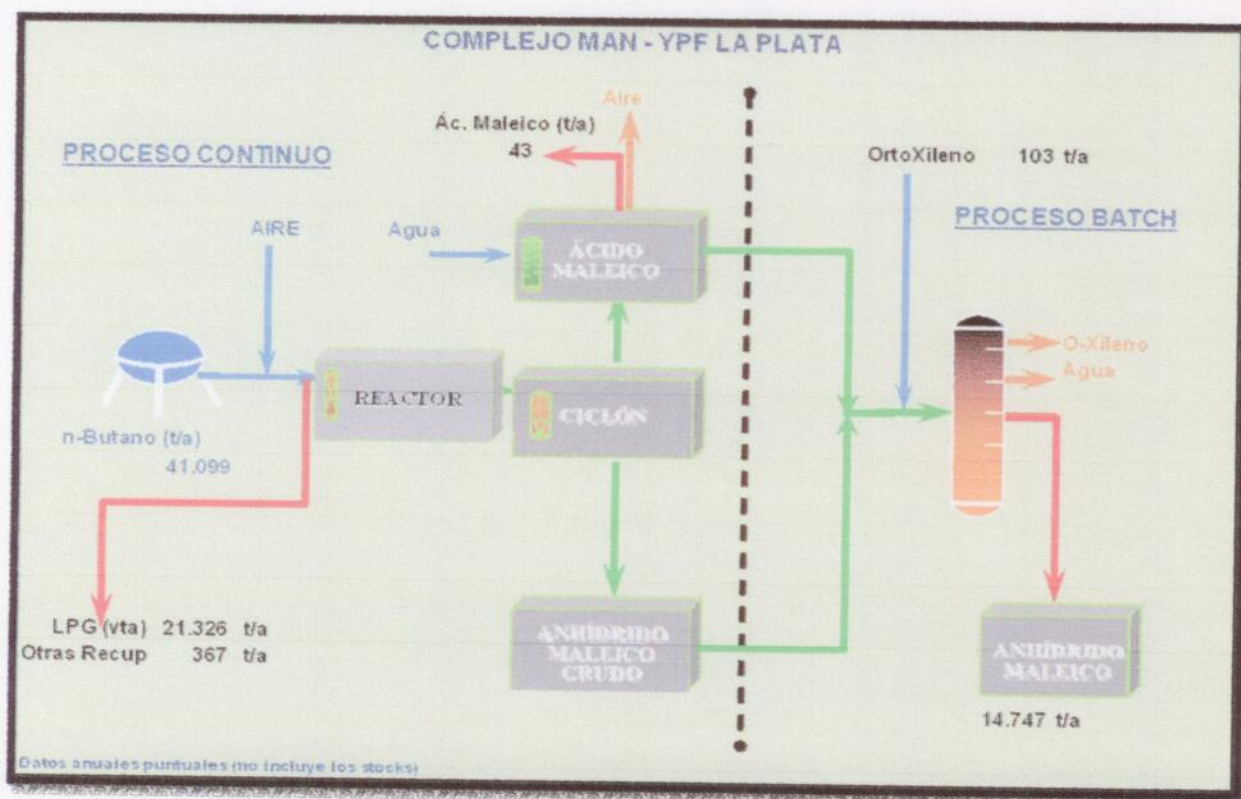 COMPLEJO MAN - YPF LA PLATA
Aire
Ác. Maleico (t/a)
43
PROCESO CONTINUO
OrtoXileno 103 t/a
PROCESO BATCH
AIRE
Agua
ÁCIDO
MALEICO
O-Xileno
Agua
REACTOR
CICLÓN
n-Butano (t/a)
41.099
LPG (vta) 21.326 t/a
Otras Recup 367 t/a
ANHÍDRIDO
MALEICO
CRUDO
ANHÍDRIDO
MALEICO
14.747 t/a
Datos anuales puntuales (no incluye los stocks)